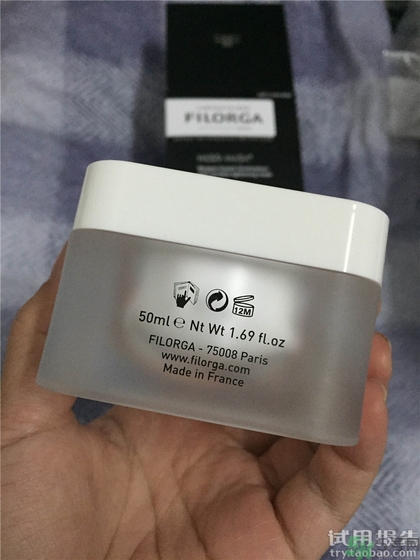 FILORGA
12M
50ml ℮ Nt Wt 1.69 fl.oz
FILORGA - 75008 Paris
www.filorga.com
Made in France
试用报告
try.taobao.com